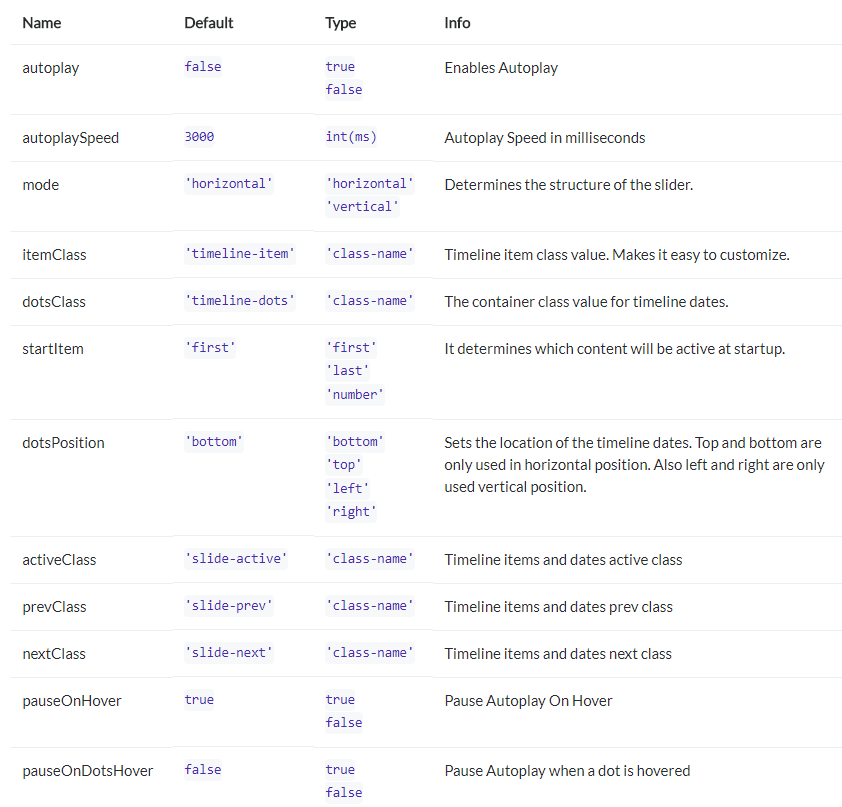 Name Default Type Info
autoplay false true Enables Autoplay
false
autoplaySpeed 3000 int(ms) Autoplay Speed in milliseconds
mode 'horizontal' 'horizontal' Determines the structure of the slider.
'vertical'
itemClass 'timeline-item' 'class-name' Timeline item class value. Makes it easy to customize.
dotsClass 'timeline-dots' 'class-name' The container class value for timeline dates.
startItem 'first' 'first' It determines which content will be active at startup.
'last'
'number'
dotsPosition 'bottom' 'bottom' Sets the location of the timeline dates. Top and bottom are
'top' only used in horizontal position. Also left and right are only
'left' used vertical position.
'right'
activeClass 'slide-active' 'class-name' Timeline items and dates active class
prevClass 'slide-prev' 'class-name' Timeline items and dates prev class
nextClass 'slide-next' 'class-name' Timeline items and dates next class
pauseOnHover true true Pause Autoplay On Hover
false
pauseOnDotsHover false true Pause Autoplay when a dot is hovered
false